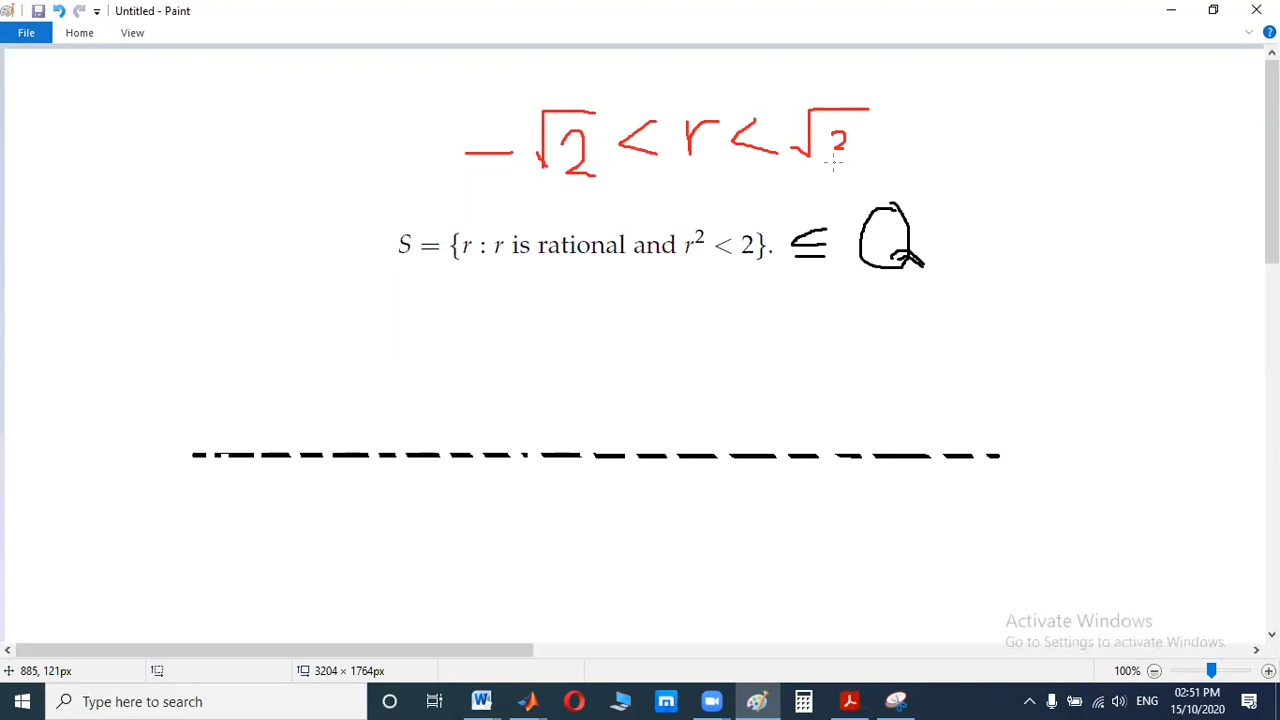 Untitled - Paint
File Home View
− √2 < r < √2
S = {r : r is rational and r² < 2}. ⊆ Q
Activate Windows
Go to Settings to activate Windows.
885, 121px 3204 × 1764px 100%
Type here to search
ENG 02:51 PM 15/10/2020